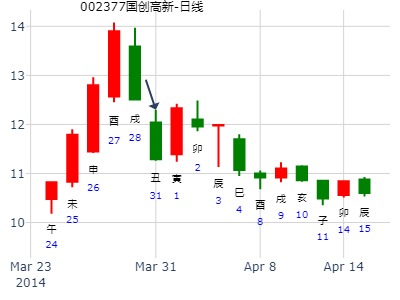 002377国创高新-日线
14
13
12
11
10
午
24
未
25
申
26
酉
27
戌
28
丑
31
寅
1
卯
2
辰
3
巳
4
酉
8
戌
9
亥
10
子
11
卯
14
辰
15
Mar 23
2014
Mar 31
Apr 8
Apr 14